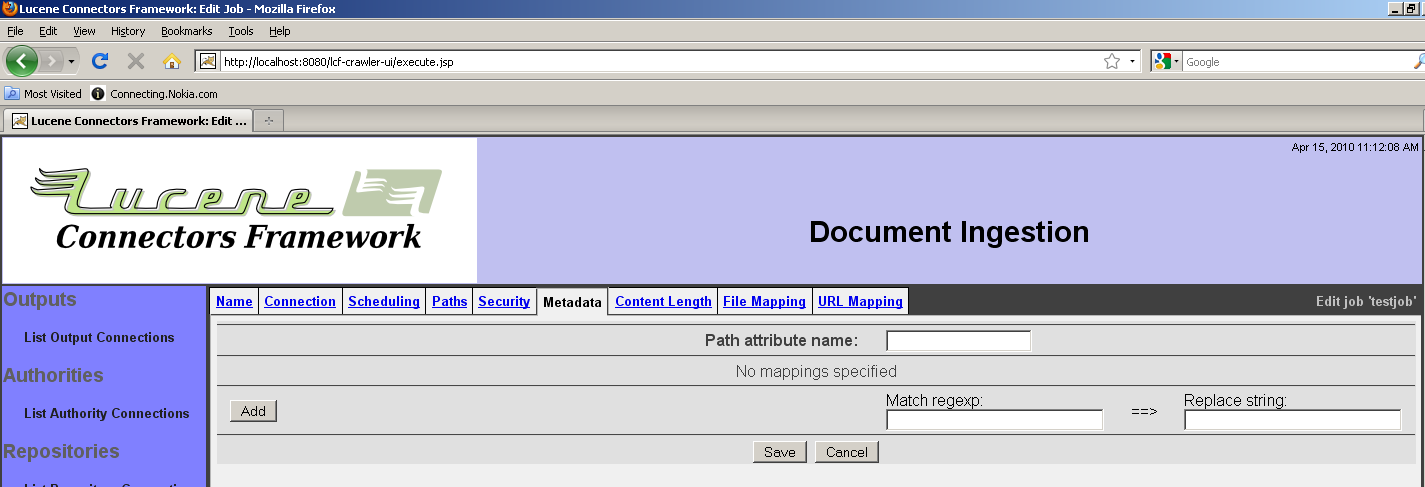 Lucene Connectors Framework: Edit Job - Mozilla Firefox
File Edit View History Bookmarks Tools Help
http://localhost:8080/lcf-crawler-ui/execute.jsp
Google
Most Visited Connecting.Nokia.com
Lucene Connectors Framework: Edit ...
Apr 15, 2010 11:12:08 AM
Lucene
Connectors Framework
Document Ingestion
Outputs
List Output Connections
Authorities
List Authority Connections
Repositories
Name Connection Scheduling Paths Security Metadata Content Length File Mapping URL Mapping Edit job 'testjob'
Path attribute name:
No mappings specified
Add Match regexp: ==> Replace string:
Save Cancel